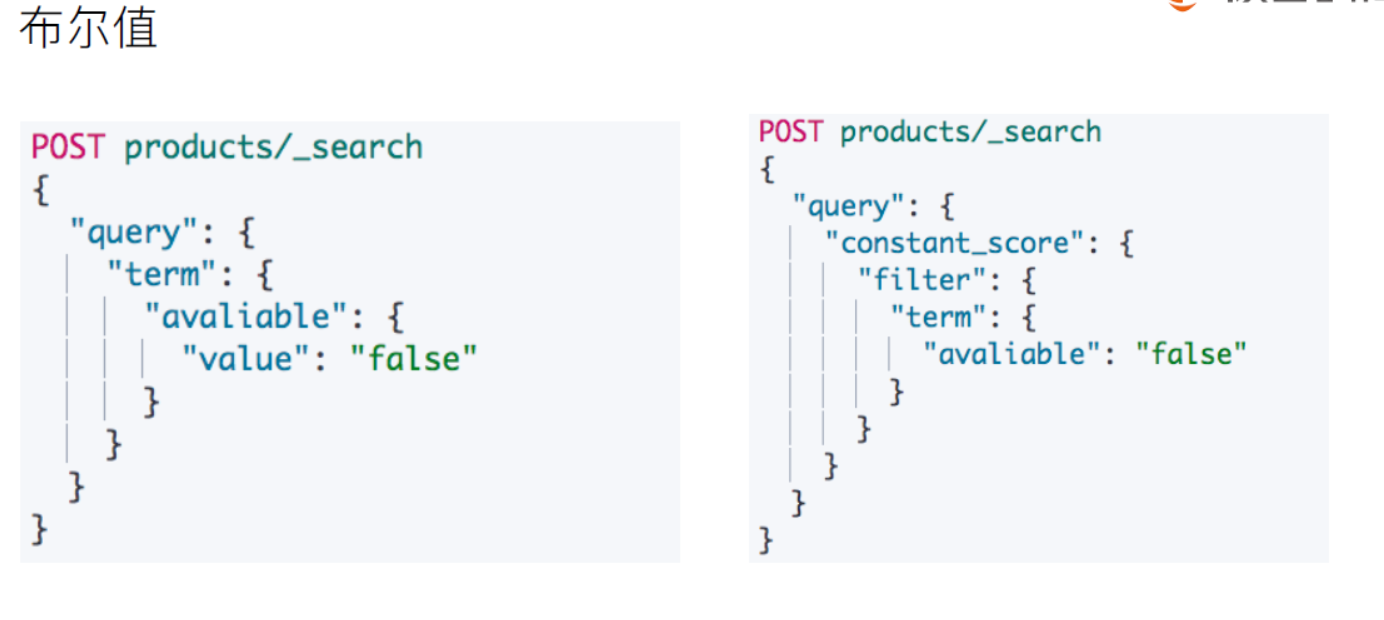 布尔值
POST products/_search
{
"query": {
"term": {
"avaliable": {
"value": "false"
}
}
}
}
POST products/_search
{
"query": {
"constant_score": {
"filter": {
"term": {
"avaliable": "false"
}
}
}
}
}